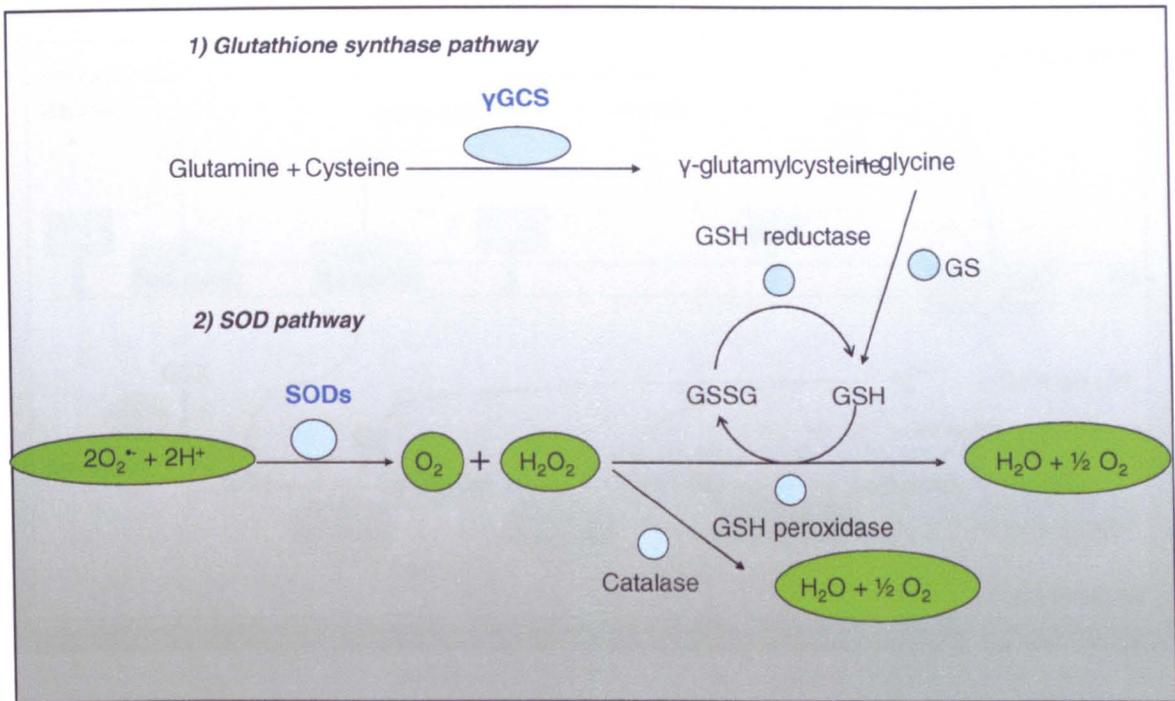 1) Glutathione synthase pathway
γGCS
Glutamine + Cysteine
γ-glutamylcysteine+glycine
GSH reductase
GS
2) SOD pathway
SODs
GSSG
GSH
2O₂•- + 2H⁺
O₂
+
H₂O₂
H₂O + ½ O₂
GSH peroxidase
Catalase
H₂O + ½ O₂